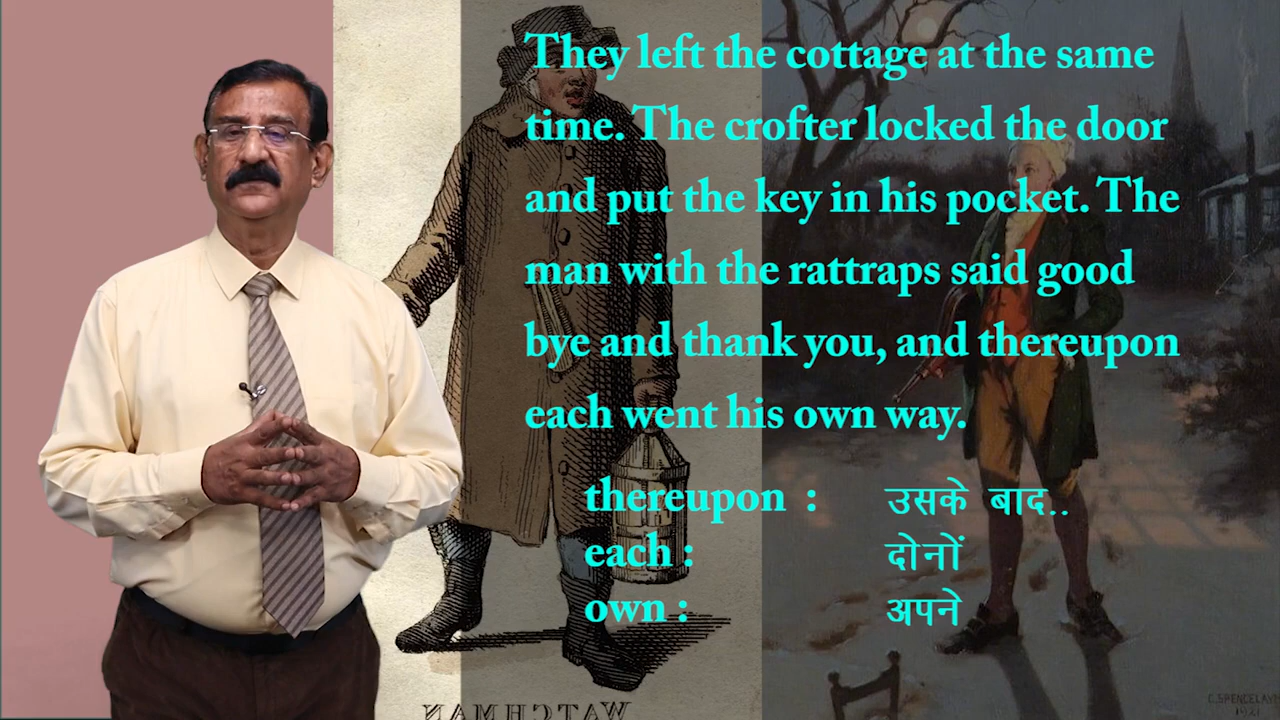 They left the cottage at the same
time. The crofter locked the door
and put the key in his pocket. The
man with the rattraps said good
bye and thank you, and thereupon
each went his own way.
thereupon : उसके बाद..
each : दोनों
own : अपने
WATCHMAN